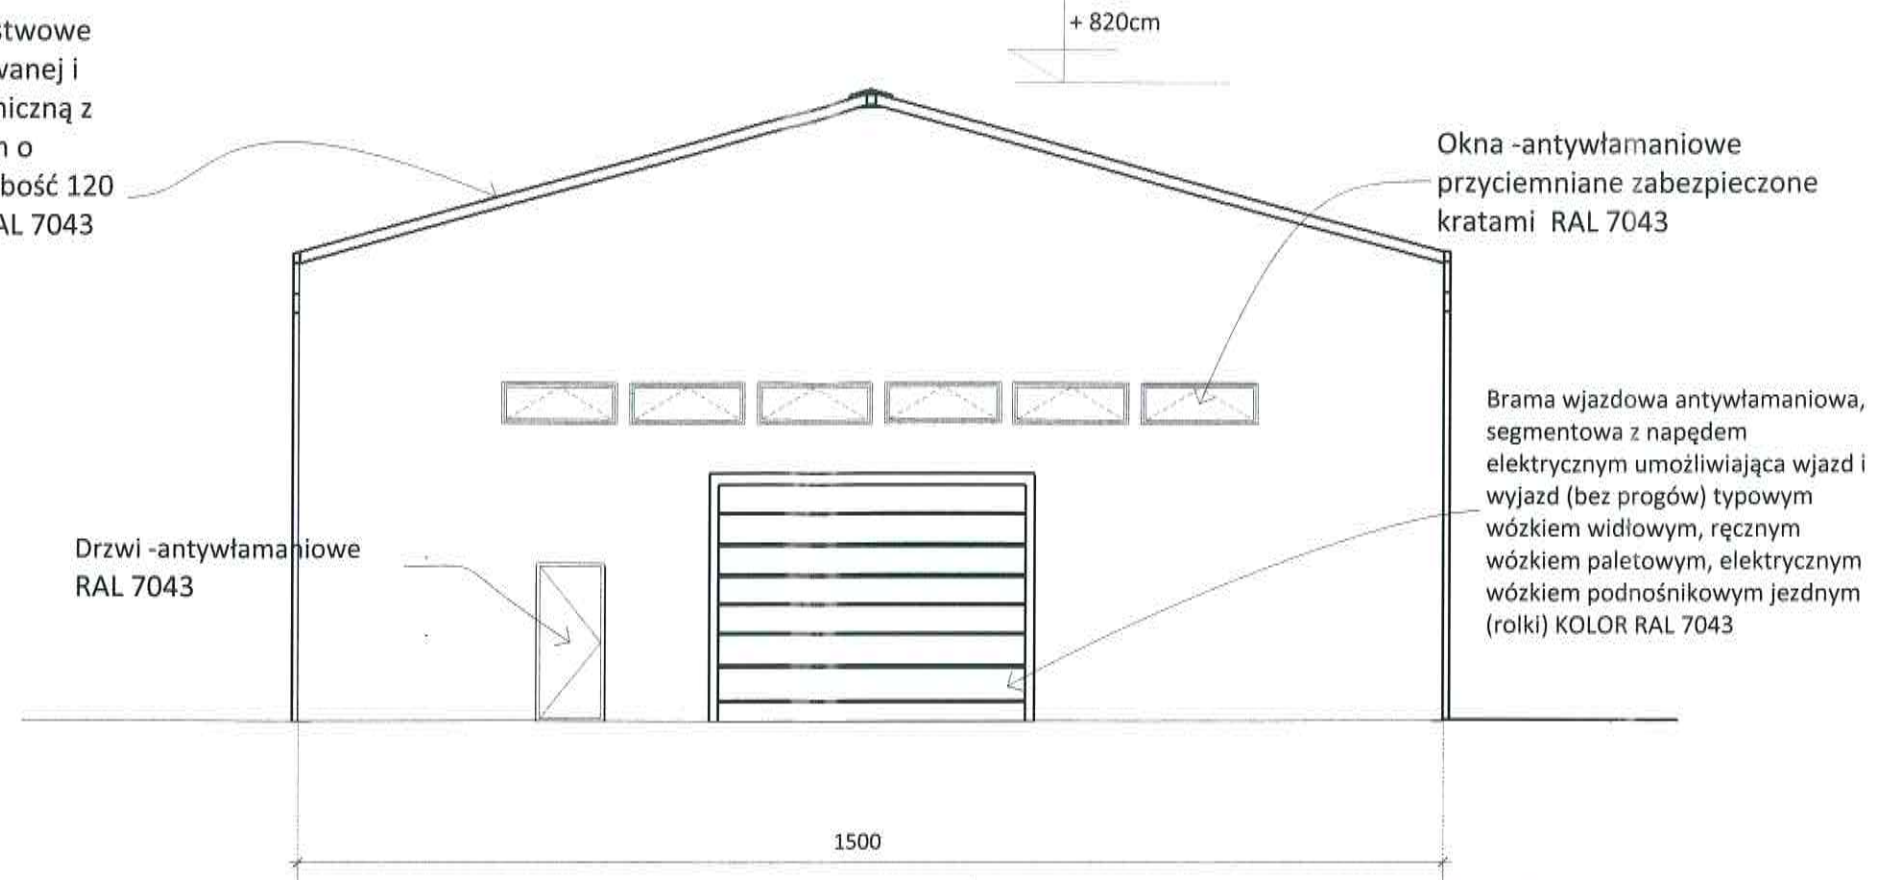 + 820cm
stwowe
wanej i
niczną z
o
bość 120
AL 7043
Okna -antywłamaniowe
przyciemniane zabezpieczone
kratami RAL 7043
Brama wjazdowa antywłamaniowa,
segmentowa z napędem
elektrycznym umożliwiająca wjazd i
wyjazd (bez progów) typowym
wózkiem widłowym, ręcznym
wózkiem paletowym, elektrycznym
wózkiem podnośnikowym jezdnym
(rolki) KOLOR RAL 7043
Drzwi -antywłamaniowe
RAL 7043
1500